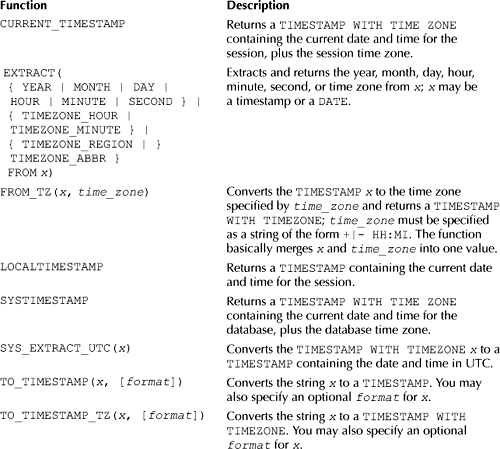 Function Description
CURRENT_TIMESTAMP Returns a TIMESTAMP WITH TIME ZONE
containing the current date and time for the
session, plus the session time zone.
EXTRACT( Extracts and returns the year, month, day, hour,
{ YEAR | MONTH | DAY | minute, second, or time zone from x; x may be
HOUR | MINUTE | SECOND } | a timestamp or a DATE.
{ TIMEZONE_HOUR |
TIMEZONE_MINUTE } |
{ TIMEZONE_REGION | }
TIMEZONE_ABBR }
FROM x)
FROM_TZ(x, time_zone) Converts the TIMESTAMP x to the time zone
specified by time_zone and returns a TIMESTAMP
WITH TIMEZONE; time_zone must be specified
as a string of the form +|- HH:MI. The function
basically merges x and time_zone into one value.
LOCALTIMESTAMP Returns a TIMESTAMP containing the current date
and time for the session.
SYSTIMESTAMP Returns a TIMESTAMP WITH TIME ZONE
containing the current date and time for the
database, plus the database time zone.
SYS_EXTRACT_UTC(x) Converts the TIMESTAMP WITH TIMEZONE x to a
TIMESTAMP containing the date and time in UTC.
TO_TIMESTAMP(x, [format]) Converts the string x to a TIMESTAMP. You may
also specify an optional format for x.
TO_TIMESTAMP_TZ(x, [format]) Converts the string x to a TIMESTAMP WITH
TIMEZONE. You may also specify an optional
format for x.